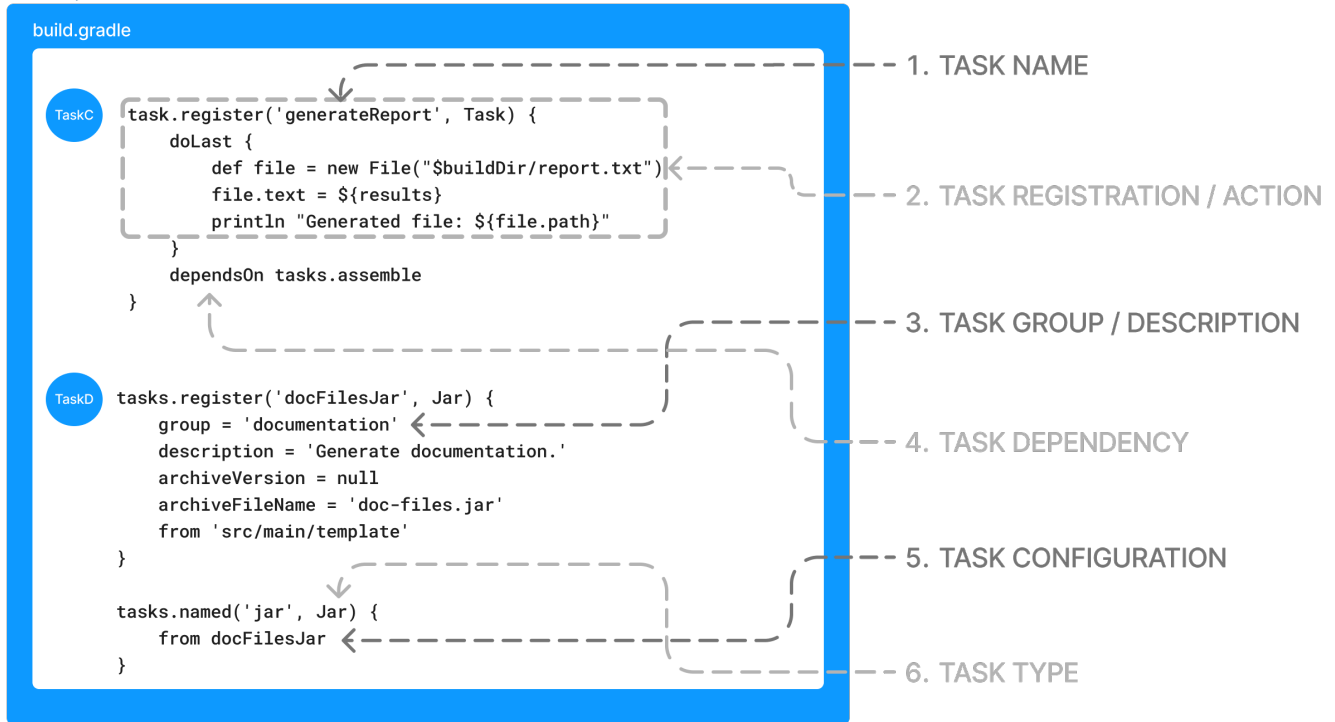 build.gradle
TaskC
task.register('generateReport', Task) {
doLast {
def file = new File("$buildDir/report.txt")
file.text = ${results}
println "Generated file: ${file.path}"
}
dependsOn tasks.assemble
}
TaskD
tasks.register('docFilesJar', Jar) {
group = 'documentation'
description = 'Generate documentation.'
archiveVersion = null
archiveFileName = 'doc-files.jar'
from 'src/main/template'
}
tasks.named('jar', Jar) {
from docFilesJar
}
1. TASK NAME
2. TASK REGISTRATION / ACTION
3. TASK GROUP / DESCRIPTION
4. TASK DEPENDENCY
5. TASK CONFIGURATION
6. TASK TYPE